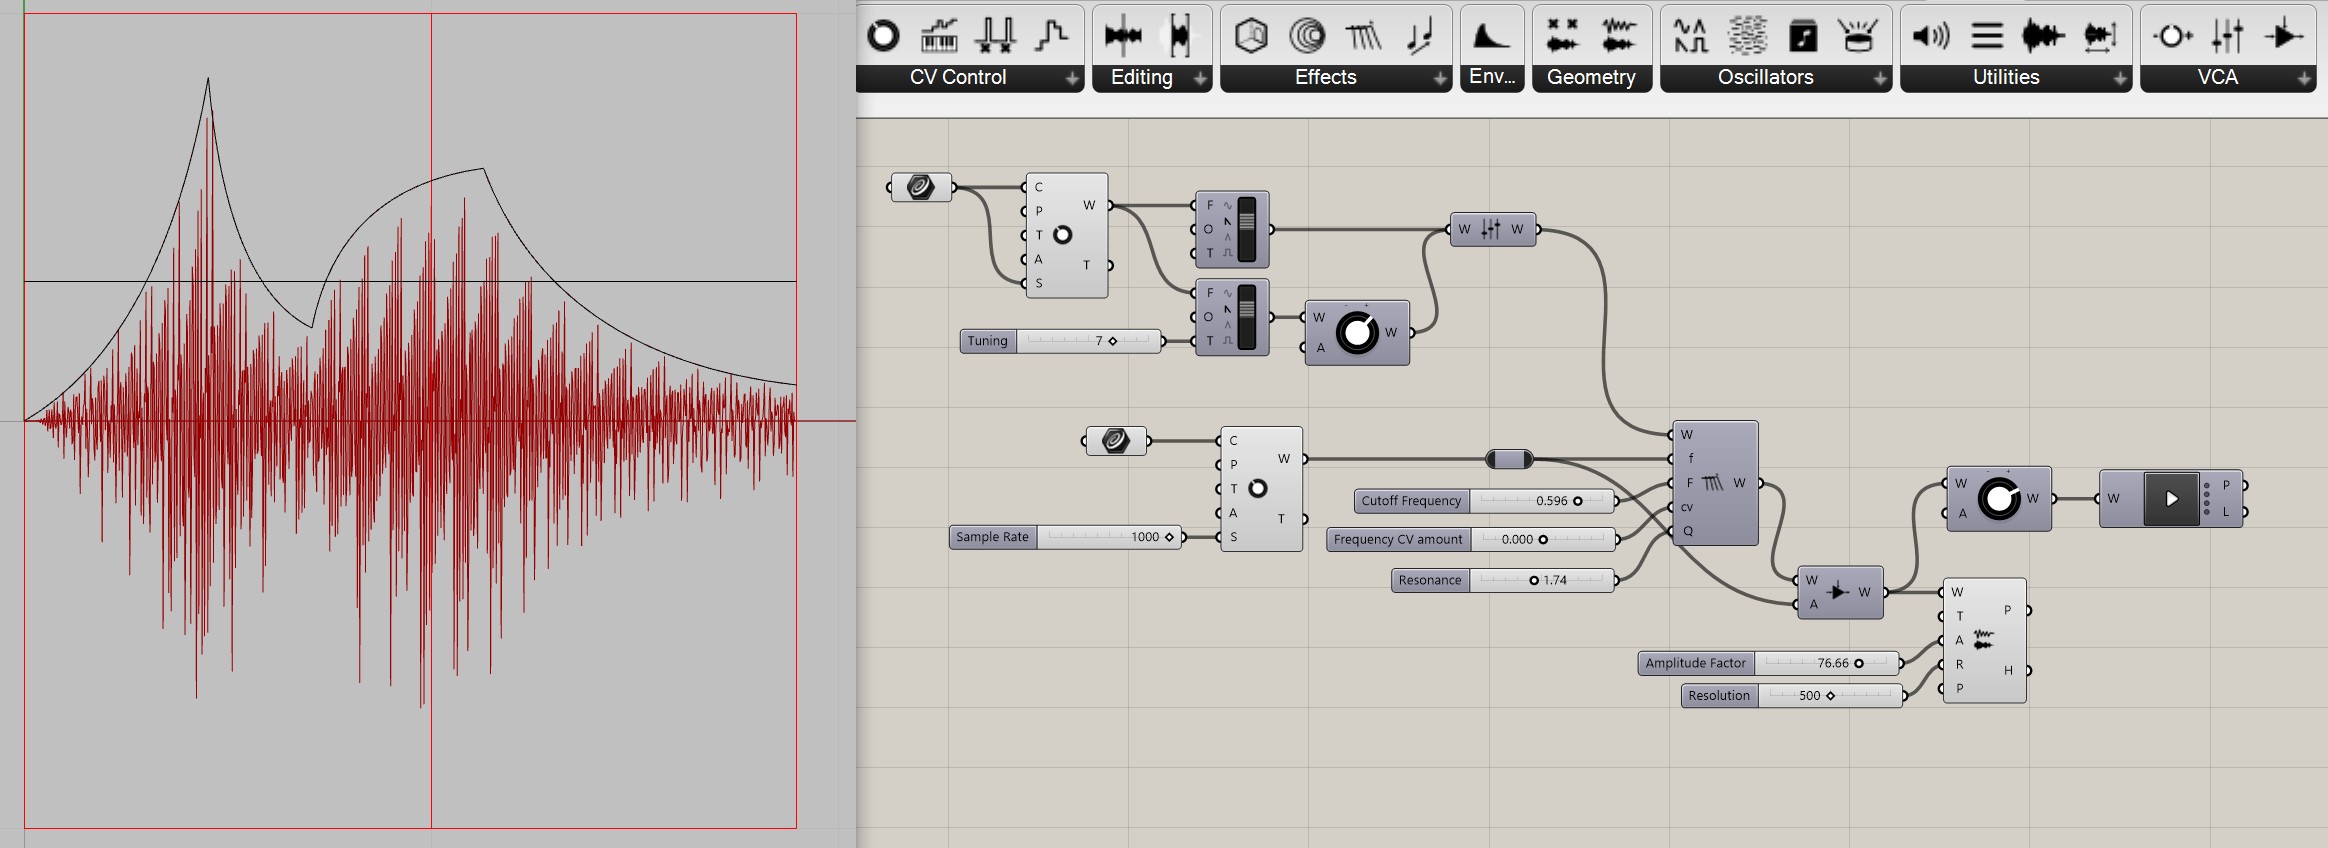 CV Control
Editing
Effects
Env...
Geometry
Oscillators
Utilities
VCA
C
P
T
A
S
W
T
F
O
T
W W
F
O
T
Tuning 7
W
A
W
C
P
T
A
S
W
T
Sample Rate 1000
Cutoff Frequency 0.596
Frequency CV amount 0.000
Resonance 1.74
W
f
F
cv
Q
W
W
A
W
W
A
W
W
P
L
W
T
A
R
P
P
H
Amplitude Factor 76.66
Resolution 500